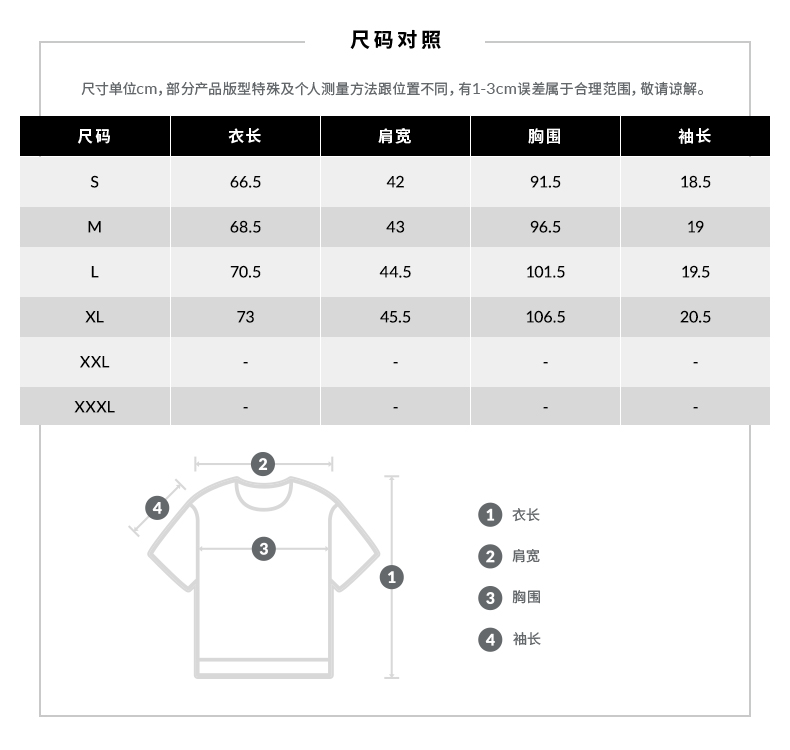 尺码对照
尺寸单位cm, 部分产品版型特殊及个人测量方法跟位置不同, 有1-3cm误差属于合理范围, 敬请谅解。
尺码 衣长 肩宽 胸围 袖长
S 66.5 42 91.5 18.5
M 68.5 43 96.5 19
L 70.5 44.5 101.5 19.5
XL 73 45.5 106.5 20.5
XXL - - - -
XXXL - - - -
2
4
3
1
1 衣长
2 肩宽
3 胸围
4 袖长